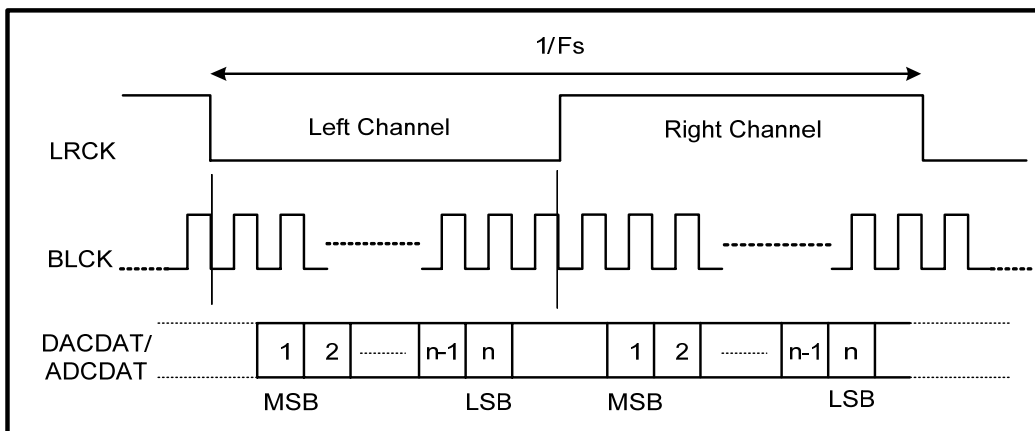 1/Fs
Left Channel
Right Channel
LRCK
BLCK
DACDAT/
ADCDAT
1 2 n-1 n 1 2 n-1 n
MSB LSB MSB LSB